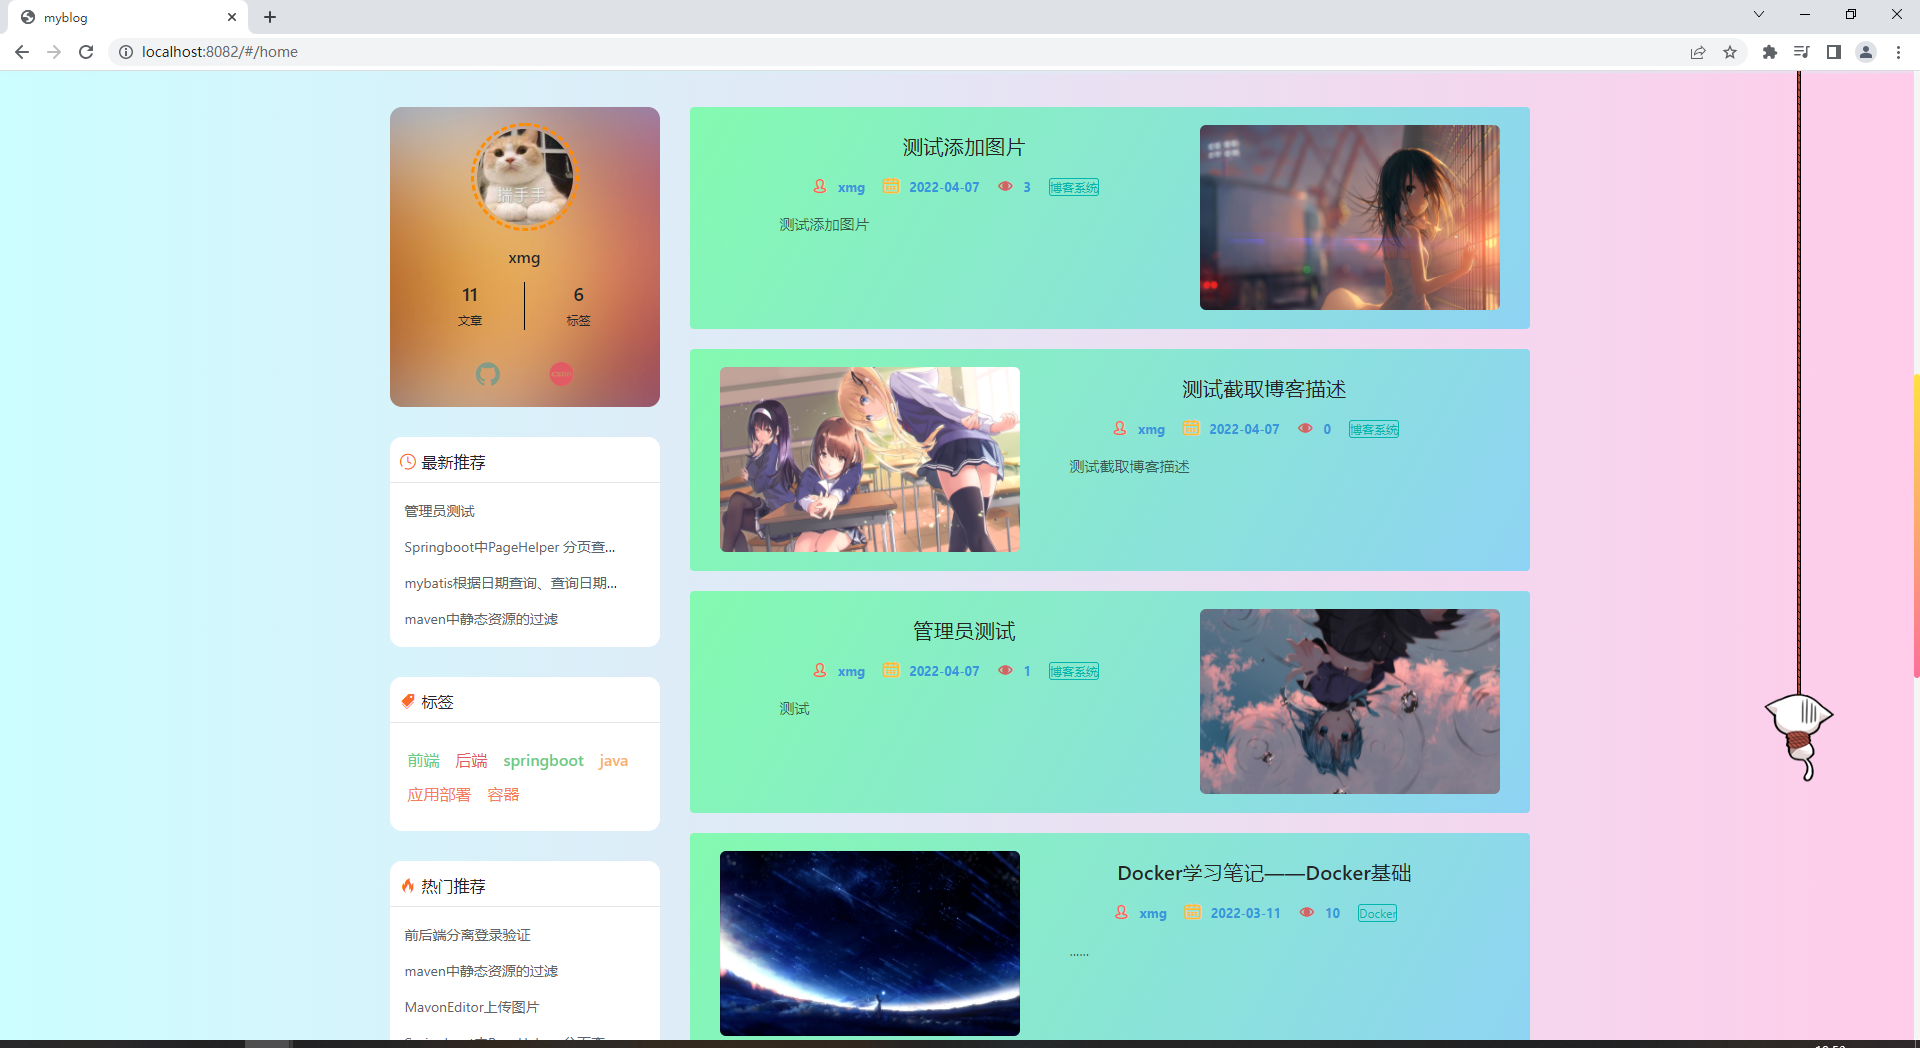 myblog
localhost:8082/#/home
揣手手
xmg
11
6
文章
标签
最新推荐
管理员测试
Springboot中PageHelper 分页查...
mybatis根据日期查询、查询日期...
maven中静态资源的过滤
标签
前端 后端 springboot java
应用部署 容器
热门推荐
前后端分离登录验证
maven中静态资源的过滤
MavonEditor上传图片
测试添加图片
xmg 2022-04-07 3 博客系统
测试添加图片
测试截取博客描述
xmg 2022-04-07 0 博客系统
测试截取博客描述
管理员测试
xmg 2022-04-07 1 博客系统
测试
Docker学习笔记——Docker基础
xmg 2022-03-11 10 Docker
......